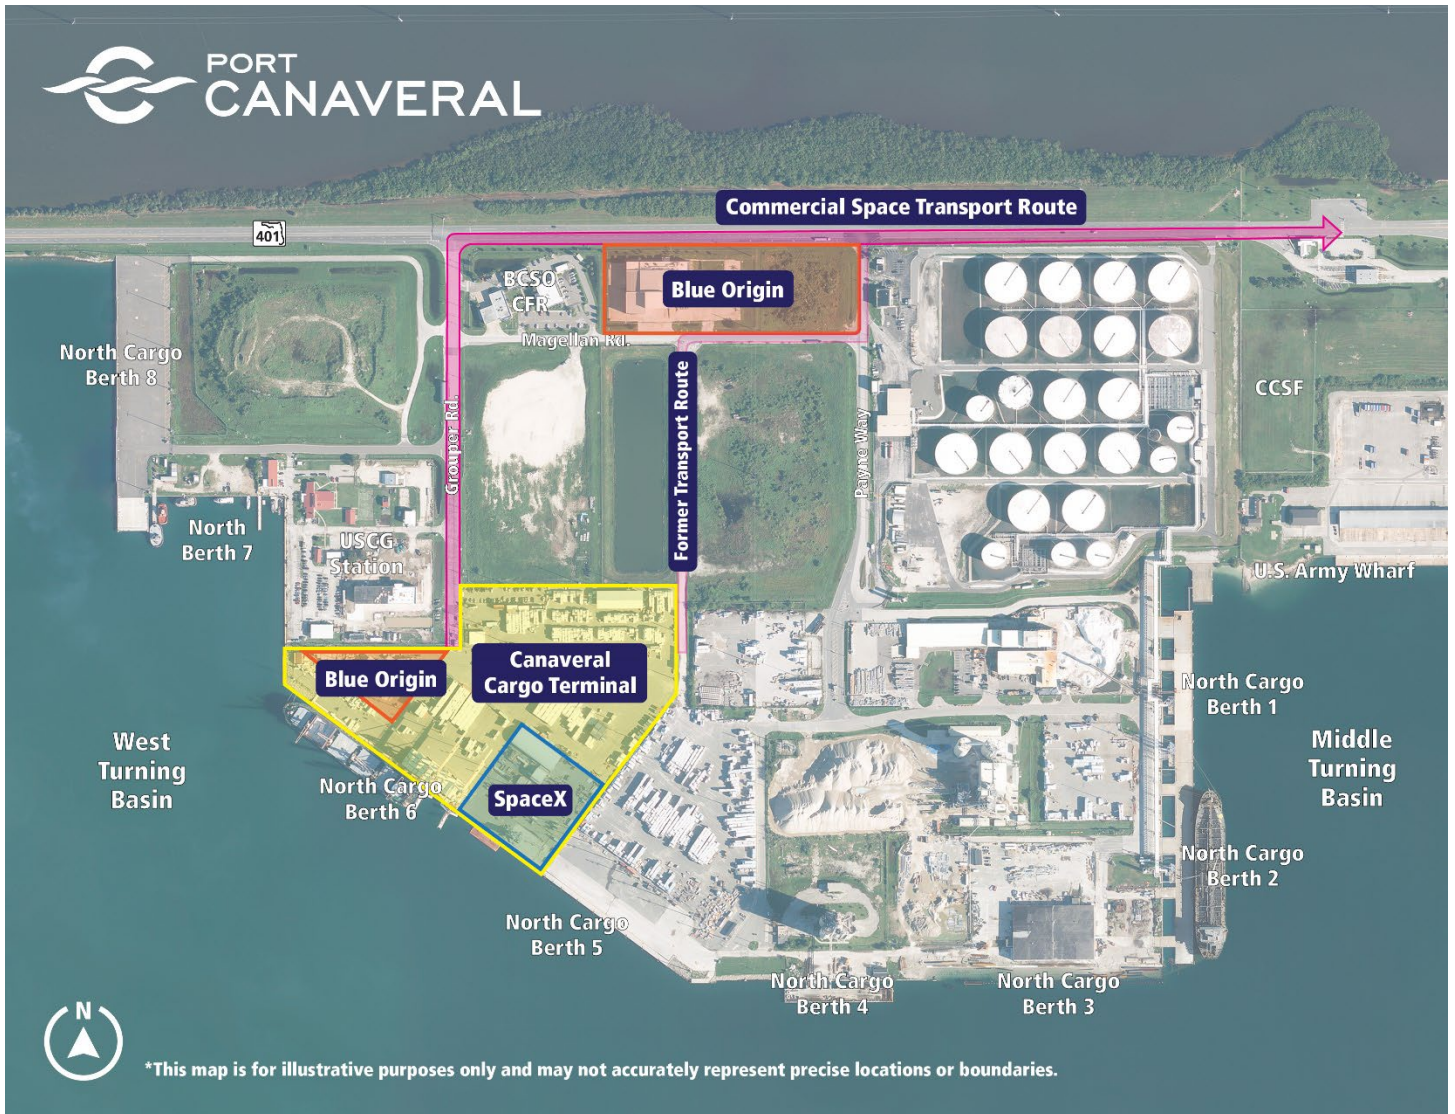 PORT
CANAVERAL
Commercial Space Transport Route
401
BCSO
CFR
Blue Origin
Magellan Rd.
North Cargo
Berth 8
Grouper Rd.
Former Transport Route
Payne Way
CCSF
North
Berth 7
USCG
Station
U.S. Army Wharf
Blue Origin
Canaveral
Cargo Terminal
North Cargo
Berth 1
West
Turning
Basin
Middle
Turning
Basin
North Cargo
Berth 6
SpaceX
North Cargo
Berth 2
North Cargo
Berth 5
North Cargo
Berth 4
North Cargo
Berth 3
N
*This map is for illustrative purposes only and may not accurately represent precise locations or boundaries.